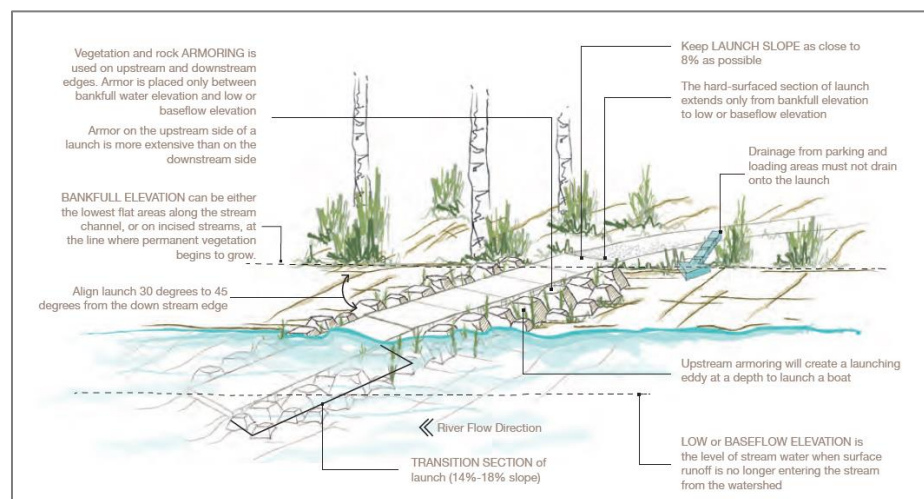 Vegetation and rock ARMORING is
used on upstream and downstream
edges. Armor is placed only between
bankfull water elevation and low or
baseflow elevation
Armor on the upstream side of a
launch is more extensive than on the
downstream side
BANKFULL ELEVATION can be either
the lowest flat areas along the stream
channel, or on incised streams, at
the line where permanent vegetation
begins to grow.
Align launch 30 degrees to 45
degrees from the down stream edge
Keep LAUNCH SLOPE as close to
8% as possible
The hard-surfaced section of launch
extends only from bankfull elevation
to low or baseflow elevation
Drainage from parking and
loading areas must not drain
onto the launch
Upstream armoring will create a launching
eddy at a depth to launch a boat
River Flow Direction
TRANSITION SECTION of
launch (14%-18% slope)
LOW or BASEFLOW ELEVATION is
the level of stream water when surface
runoff is no longer entering the stream
from the watershed